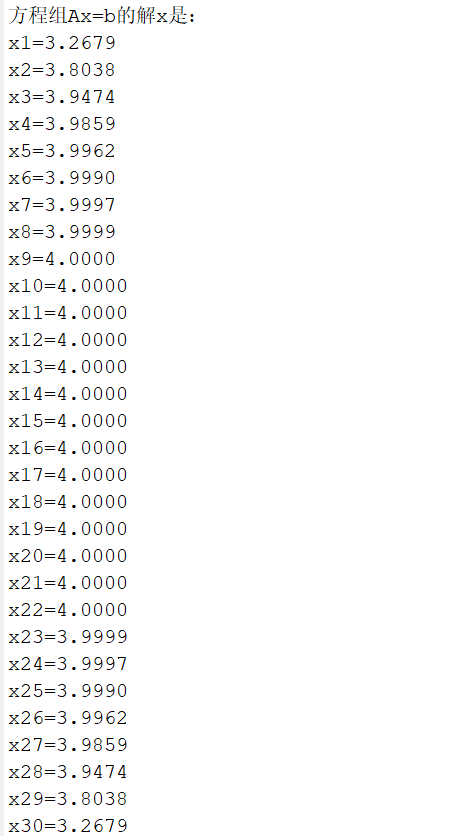 方程组Ax=b的解x是：
x1=3.2679
x2=3.8038
x3=3.9474
x4=3.9859
x5=3.9962
x6=3.9990
x7=3.9997
x8=3.9999
x9=4.0000
x10=4.0000
x11=4.0000
x12=4.0000
x13=4.0000
x14=4.0000
x15=4.0000
x16=4.0000
x17=4.0000
x18=4.0000
x19=4.0000
x20=4.0000
x21=4.0000
x22=4.0000
x23=3.9999
x24=3.9997
x25=3.9990
x26=3.9962
x27=3.9859
x28=3.9474
x29=3.8038
x30=3.2679